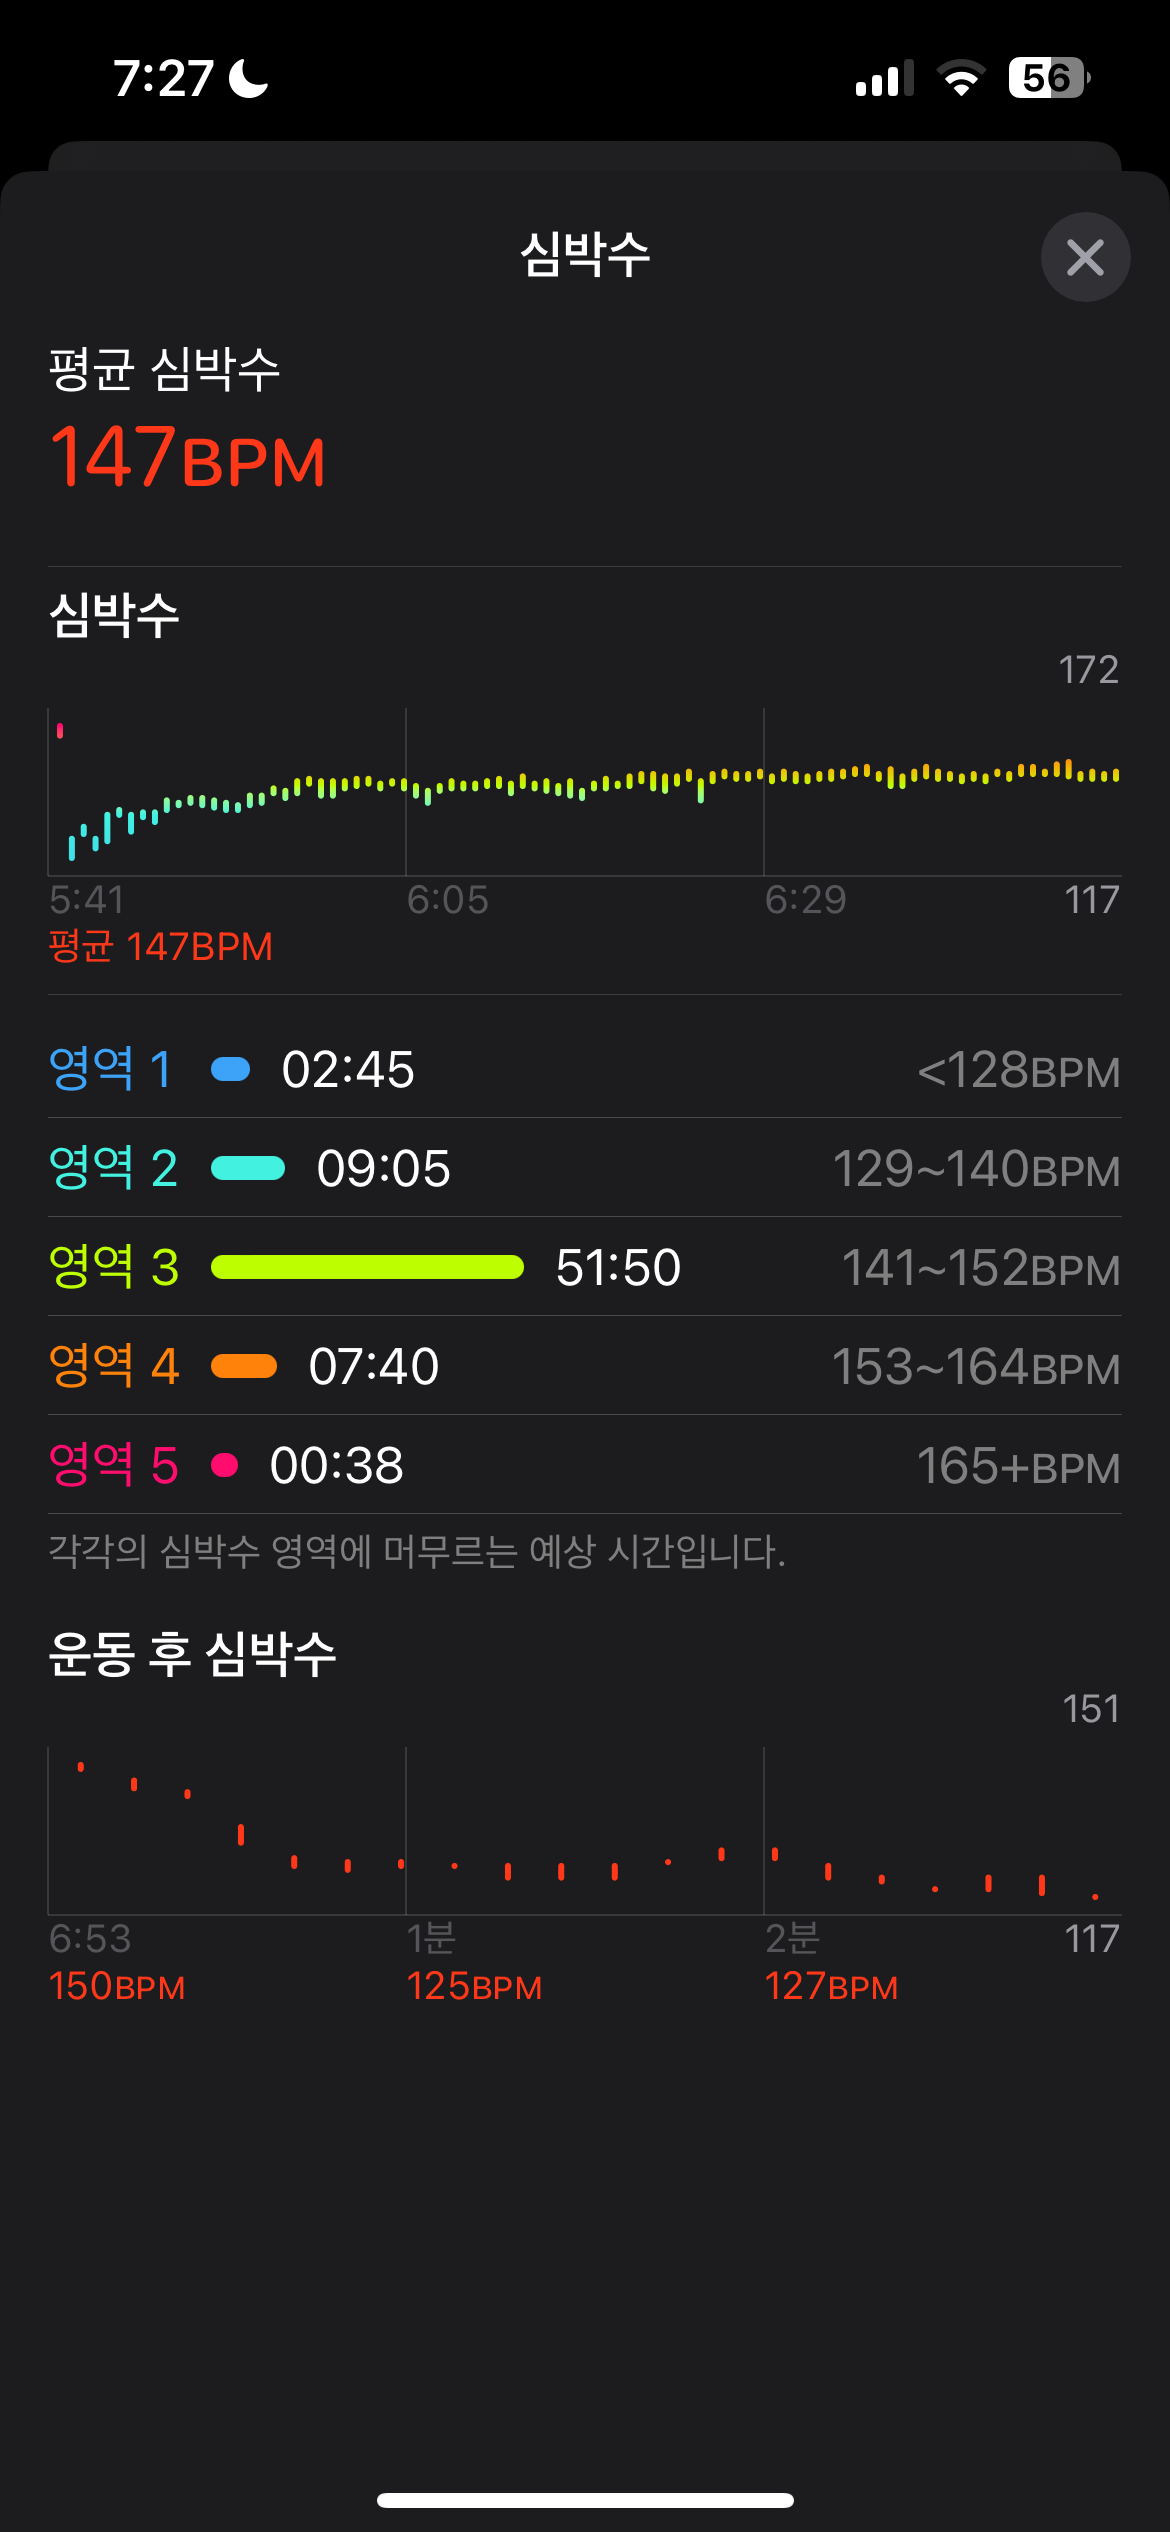 7:27
56
심박수
평균 심박수
147BPM
심박수
172
5:41 6:05 6:29 117
평균 147BPM
영역 1 02:45 <128BPM
영역 2 09:05 129~140BPM
영역 3 51:50 141~152BPM
영역 4 07:40 153~164BPM
영역 5 00:38 165+BPM
각각의 심박수 영역에 머무르는 예상 시간입니다.
운동 후 심박수
151
6:53 1분 2분 117
150BPM 125BPM 127BPM